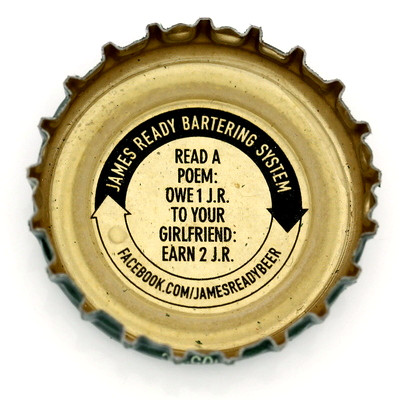 JAMES READY BARTERING SYSTEM
READ A
POEM:
OWE 1 J.R.
TO YOUR
GIRLFRIEND:
EARN 2 J.R.
FACEBOOK.COM/JAMESREADYBEER